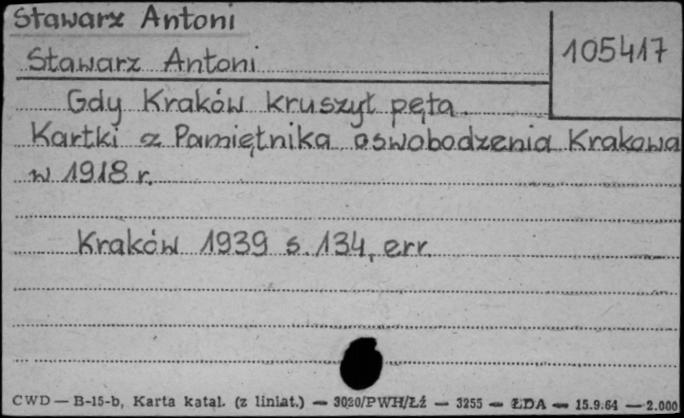 Stawarz Antoni
105417
Stawarz Antoni
Gdy Kraków kruszył pęta.
Kartki z Pamiętnika oswobodzenia Krakowa
w 1918 r.
Kraków 1939 s. 134, err.
CWD — B-15-b, Karta katal. (z liniat.) — 3020/PWH/Łź — 3255 — ŁDA — 15.9.64 — 2.000